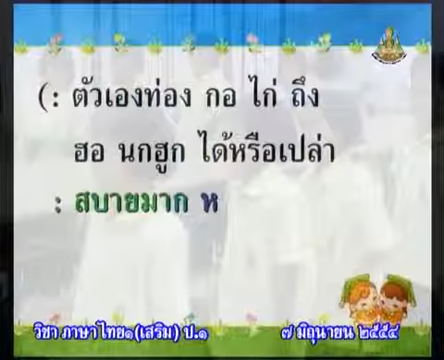 (: ตัวเองท่อง กอ ไก่ ถึง
ฮอ นกฮูก ได้หรือเปล่า
: สบายมาก ห
วิชา ภาษาไทย๑(เสริม) ป.๑
๗ มิถุนายน ๒๕๕๔